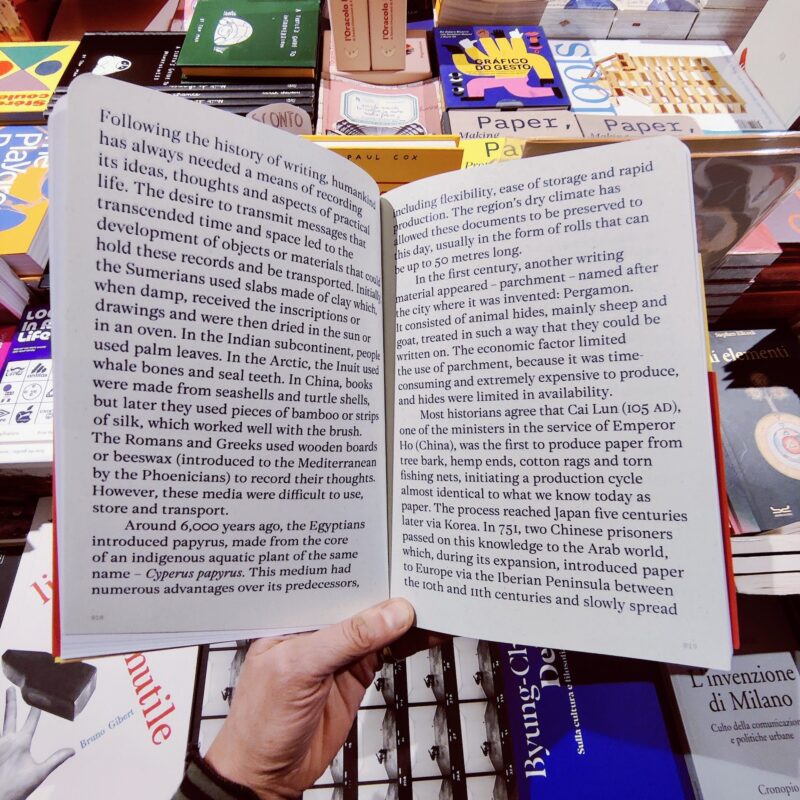 l'Oracolo
GRÁFICO
DO GESTO
SCONTO
PAUL COX
Paper,
Making
Paper,
Making
Following the history of writing, humankind
has always needed a means of recording
its ideas, thoughts and aspects of practical
life. The desire to transmit messages that
transcended time and space led to the
development of objects or materials that could
hold these records and be transported. Initially
the Sumerians used slabs made of clay which,
when damp, received the inscriptions or
drawings and were then dried in the sun or
in an oven. In the Indian subcontinent, people
used palm leaves. In the Arctic, the Inuit used
whale bones and seal teeth. In China, books
were made from seashells and turtle shells,
but later they used pieces of bamboo or strips
of silk, which worked well with the brush.
The Romans and Greeks used wooden boards
or beeswax (introduced to the Mediterranean
by the Phoenicians) to record their thoughts.
However, these media were difficult to use,
store and transport.
Around 6,000 years ago, the Egyptians
introduced papyrus, made from the core
of an indigenous aquatic plant of the same
name – Cyperus papyrus. This medium had
numerous advantages over its predecessors,
including flexibility, ease of storage and rapid
production. The region's dry climate has
allowed these documents to be preserved to
this day, usually in the form of rolls that can
be up to 50 metres long.
In the first century, another writing
material appeared – parchment – named after
the city where it was invented: Pergamon.
It consisted of animal hides, mainly sheep and
goat, treated in such a way that they could be
written on. The economic factor limited
the use of parchment, because it was time-
consuming and extremely expensive to produce,
and hides were limited in availability.
Most historians agree that Cai Lun (105 AD),
one of the ministers in the service of Emperor
Ho (China), was the first to produce paper from
tree bark, hemp ends, cotton rags and torn
fishing nets, initiating a production cycle
almost identical to what we know today as
paper. The process reached Japan five centuries
later via Korea. In 751, two Chinese prisoners
passed on this knowledge to the Arab world,
which, during its expansion, introduced paper
to Europe via the Iberian Peninsula between
the 10th and 11th centuries and slowly spread
elementi
Bruno Gibert
Byung-Ch
Sulla cultura e
L'invenzione
di Milano
Culto della comunicazion
e politiche urbane
Cronopio